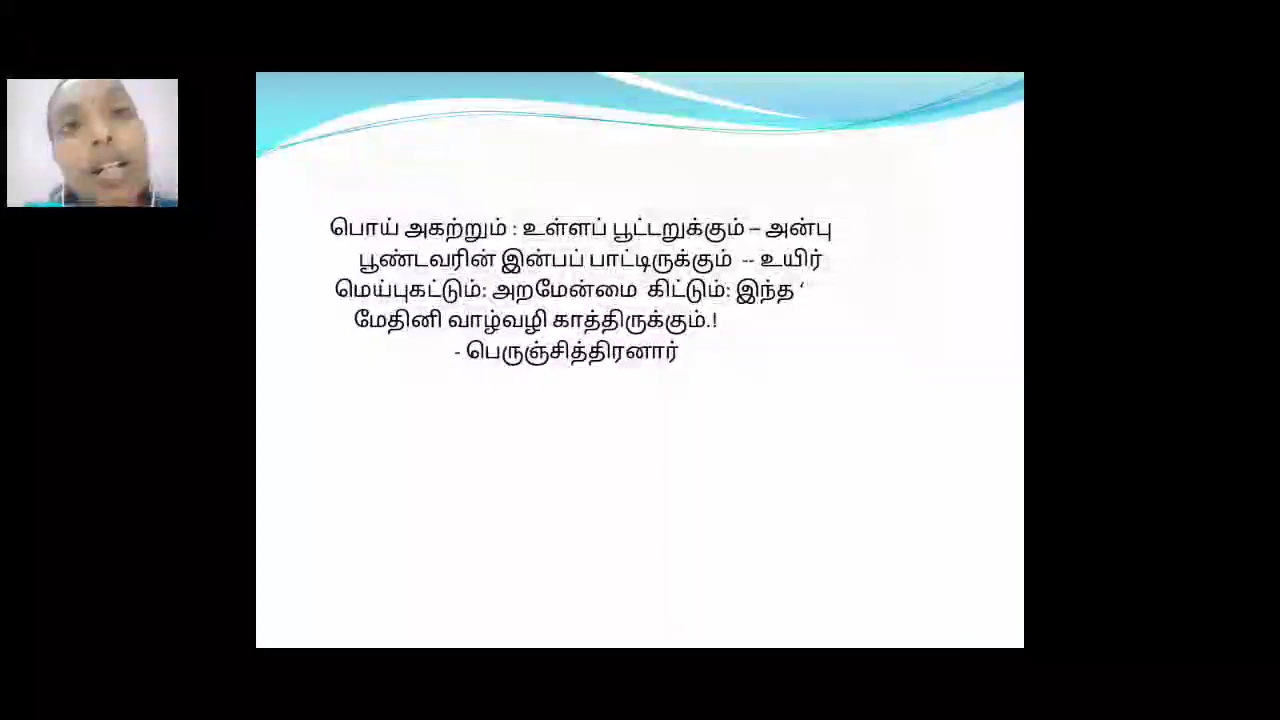 பொய் அகற்றும் : உள்ளப் பூட்டறுக்கும் – அன்பு
பூண்டவரின் இன்பப் பாட்டிருக்கும் -- உயிர்
மெய்புகட்டும்: அறமேன்மை கிட்டும்: இந்த ‘
மேதினி வாழ்வழி காத்திருக்கும்.!
- பெருஞ்சித்திரனார்